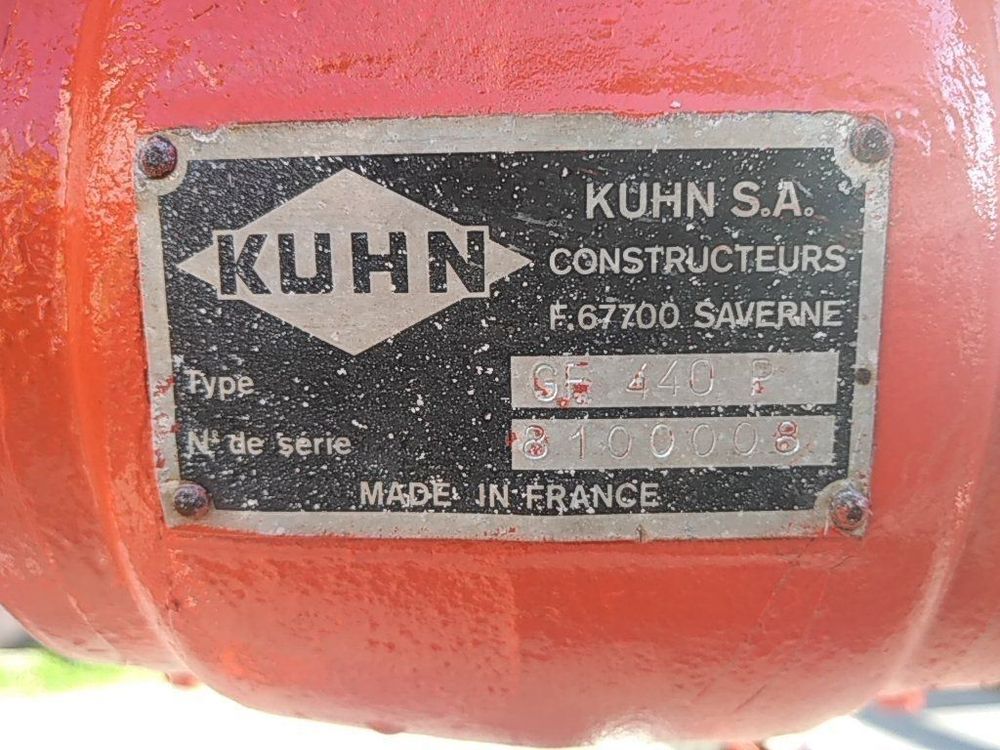 KUHN
KUHN S.A.
CONSTRUCTEURS
F.67700 SAVERNE
Type GF 440 P
N° de série 8100008
MADE IN FRANCE